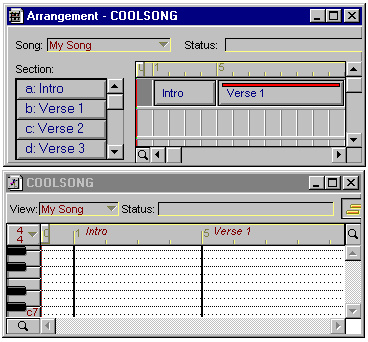 Arrangement - COOLSONG
Song: My Song Status:
Section:
1 5
a: Intro
Intro Verse 1
b: Verse 1
c: Verse 2
d: Verse 3
COOLSONG
View: My Song Status:
4
4
1 Intro 5 Verse 1
c7